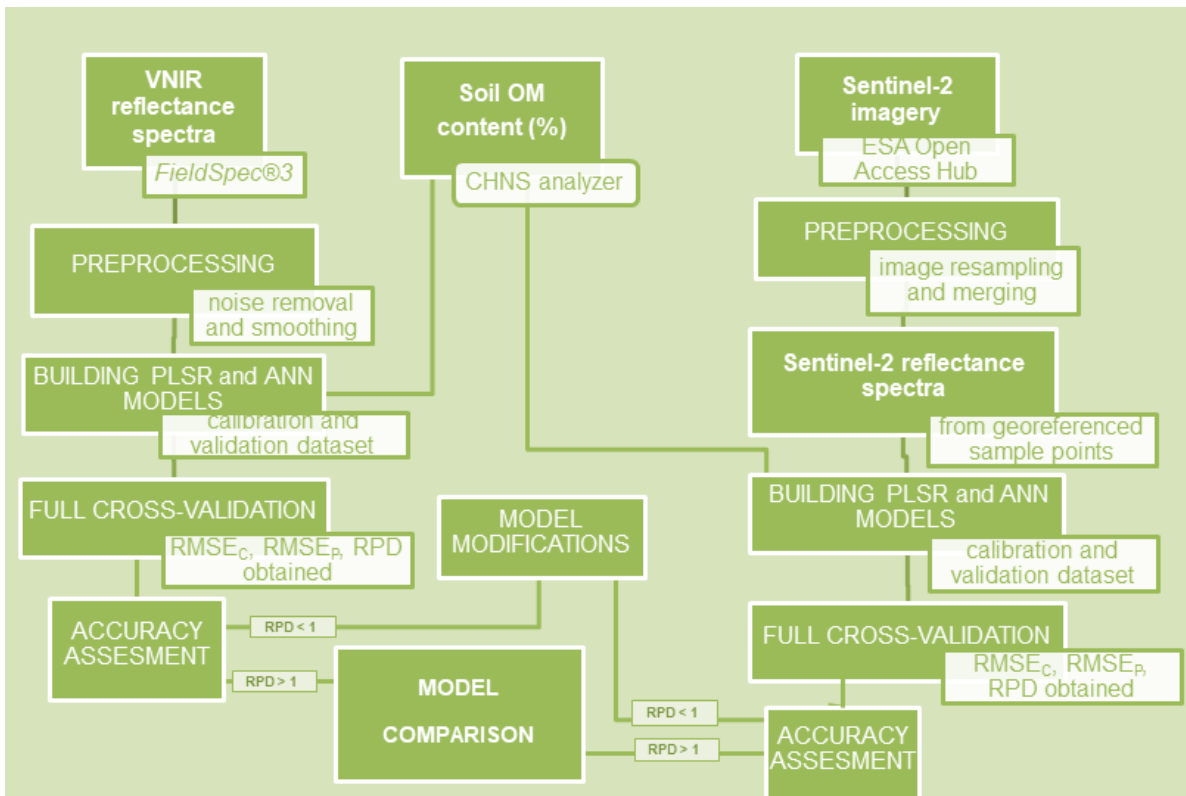 VNIR
reflectance
spectra
FieldSpec®3
PREPROCESSING
noise removal
and smoothing
BUILDING PLSR and ANN
MODELS
calibration and
validation dataset
FULL CROSS-VALIDATION
RMSEC, RMSEP, RPD
obtained
ACCURACY
ASSESMENT
RPD < 1
RPD > 1
Soil OM
content (%)
CHNS analyzer
MODEL
MODIFICATIONS
MODEL
COMPARISON
Sentinel-2
imagery
ESA Open
Access Hub
PREPROCESSING
image resampling
and merging
Sentinel-2 reflectance
spectra
from georeferenced
sample points
BUILDING PLSR and ANN
MODELS
calibration and
validation dataset
FULL CROSS-VALIDATION
RMSEC, RMSEP,
RPD obtained
RPD < 1
RPD > 1
ACCURACY
ASSESMENT